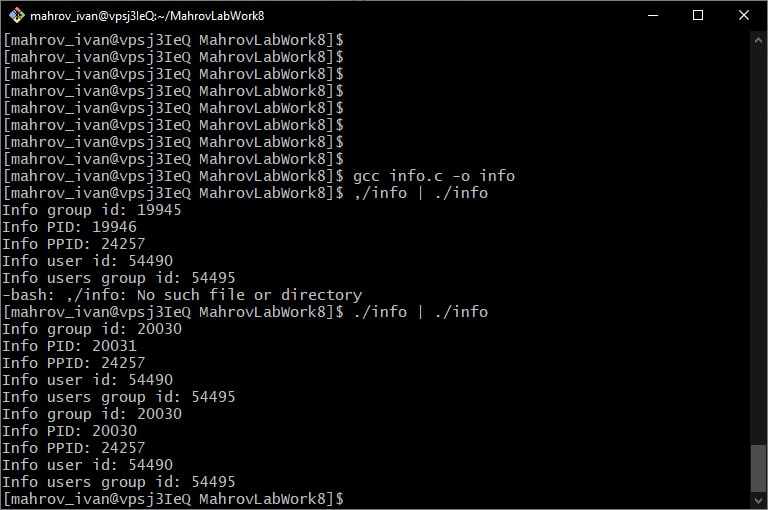 mahrov_ivan@vpsj3IeQ:~/MahrovLabWork8
[mahrov_ivan@vpsj3IeQ MahrovLabWork8]$
[mahrov_ivan@vpsj3IeQ MahrovLabWork8]$
[mahrov_ivan@vpsj3IeQ MahrovLabWork8]$
[mahrov_ivan@vpsj3IeQ MahrovLabWork8]$
[mahrov_ivan@vpsj3IeQ MahrovLabWork8]$
[mahrov_ivan@vpsj3IeQ MahrovLabWork8]$
[mahrov_ivan@vpsj3IeQ MahrovLabWork8]$
[mahrov_ivan@vpsj3IeQ MahrovLabWork8]$
[mahrov_ivan@vpsj3IeQ MahrovLabWork8]$ gcc info.c -o info
[mahrov_ivan@vpsj3IeQ MahrovLabWork8]$ ,/info | ./info
Info group id: 19945
Info PID: 19946
Info PPID: 24257
Info user id: 54490
Info users group id: 54495
-bash: ,/info: No such file or directory
[mahrov_ivan@vpsj3IeQ MahrovLabWork8]$ ./info | ./info
Info group id: 20030
Info PID: 20031
Info PPID: 24257
Info user id: 54490
Info users group id: 54495
Info group id: 20030
Info PID: 20030
Info PPID: 24257
Info user id: 54490
Info users group id: 54495
[mahrov_ivan@vpsj3IeQ MahrovLabWork8]$